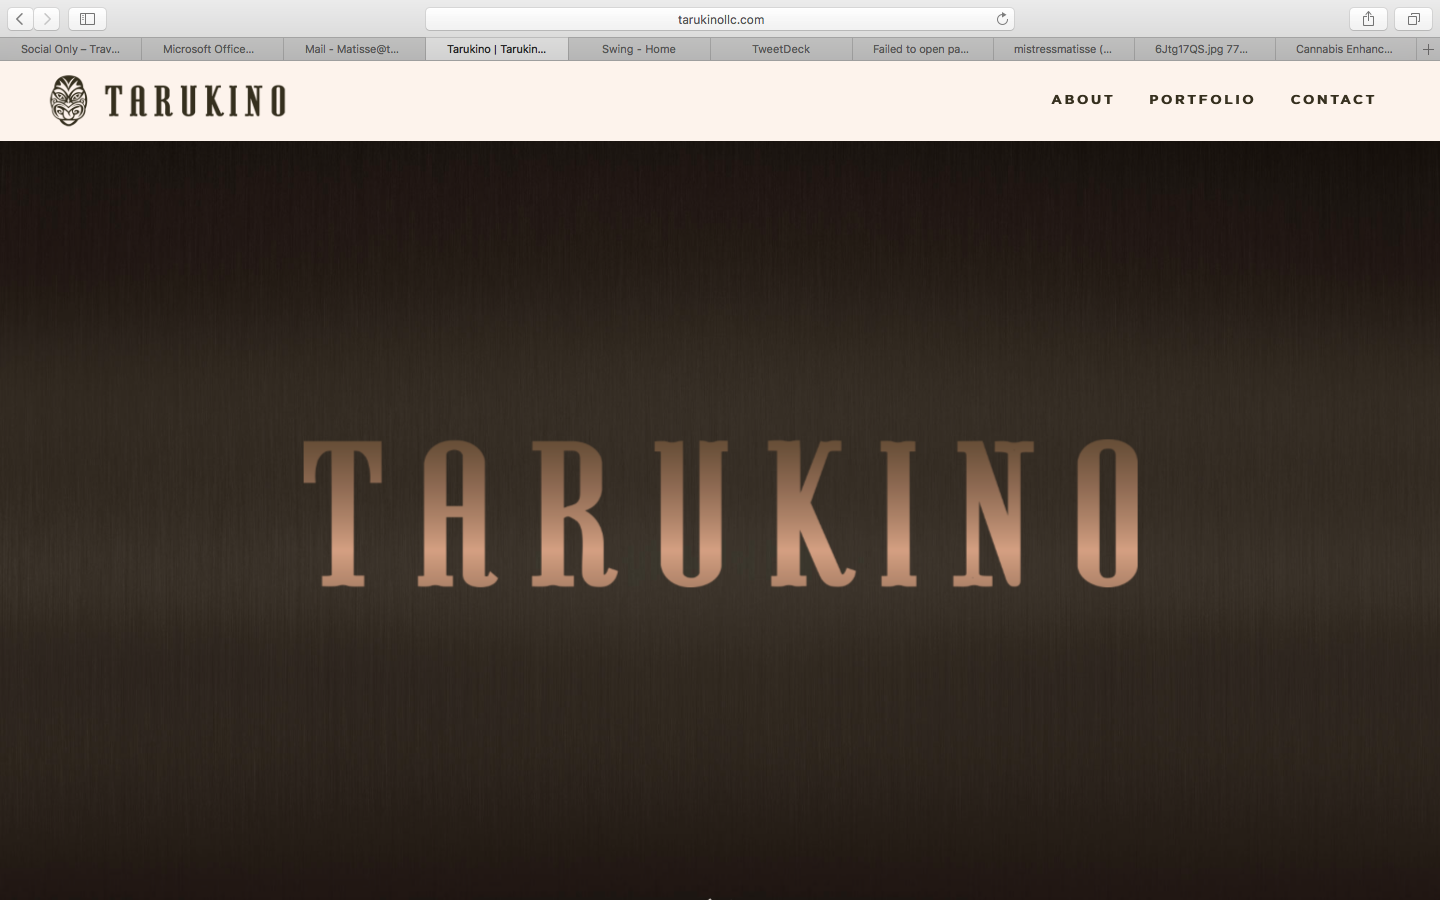 tarukinollc.com
Social Only – Trav...
Microsoft Office...
Mail - Matisse@t...
Tarukino | Tarukin...
Swing - Home
TweetDeck
Failed to open pa...
mistressmatisse (...
6Jtg17QS.jpg 77...
Cannabis Enhanc...
TARUKINO
ABOUT
PORTFOLIO
CONTACT
TARUKINO